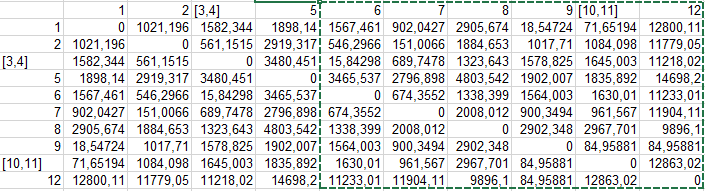 1 2 [3,4] 5 6 7 8 9 [10,11] 12
1 0 1021,196 1582,344 1898,14 1567,461 902,0427 2905,674 18,54724 71,65194 12800,11
2 1021,196 0 561,1515 2919,317 546,2966 151,0066 1884,653 1017,71 1084,098 11779,05
[3,4] 1582,344 561,1515 0 3480,451 15,84298 689,7478 1323,643 1578,825 1645,003 11218,02
5 1898,14 2919,317 3480,451 0 3465,537 2796,898 4803,542 1902,007 1835,892 14698,2
6 1567,461 546,2966 15,84298 3465,537 0 674,3552 1338,399 1564,003 1630,01 11233,01
7 902,0427 151,0066 689,7478 2796,898 674,3552 0 2008,012 900,3494 961,567 11904,11
8 2905,674 1884,653 1323,643 4803,542 1338,399 2008,012 0 2902,348 2967,701 9896,1
9 18,54724 1017,71 1578,825 1902,007 1564,003 900,3494 2902,348 0 84,95881 84,95881
[10,11] 71,65194 1084,098 1645,003 1835,892 1630,01 961,567 2967,701 84,95881 0 12863,02
12 12800,11 11779,05 11218,02 14698,2 11233,01 11904,11 9896,1 84,95881 12863,02 0